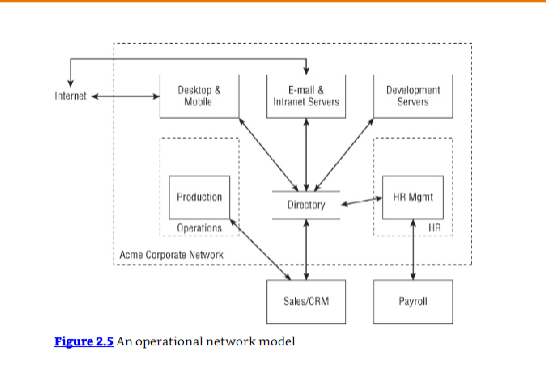 Internet
Desktop &
Mobile
E-mail &
Intranet Servers
Development
Servers
Production
Operations
Directory
HR Mgmt
HR
Acme Corporate Network
Sales/CRM
Payroll
Figure 2.5 An operational network model